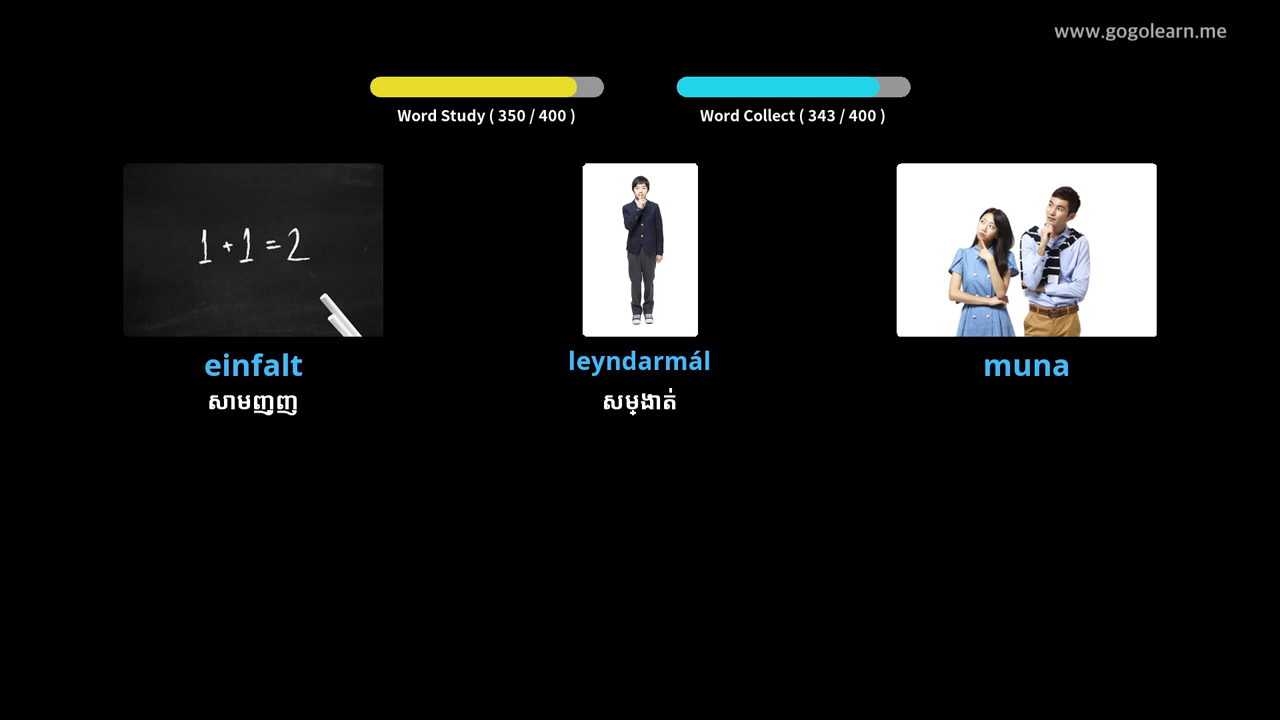 www.gogolearn.me
Word Study ( 350 / 400 )
Word Collect ( 343 / 400 )
1 + 1 = 2
einfalt
leyndarmál
muna
សាមញ្ញ
សម្ងាត់